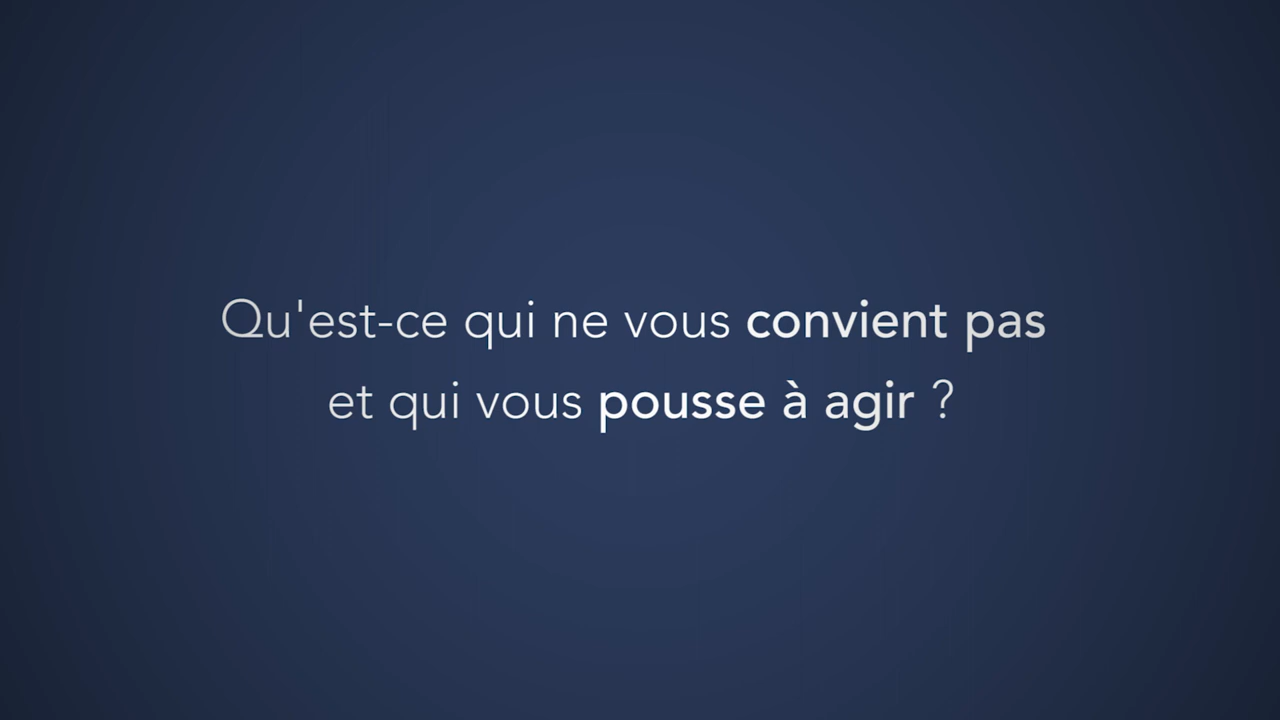 Qu'est-ce qui ne vous convient pas
et qui vous pousse à agir ?